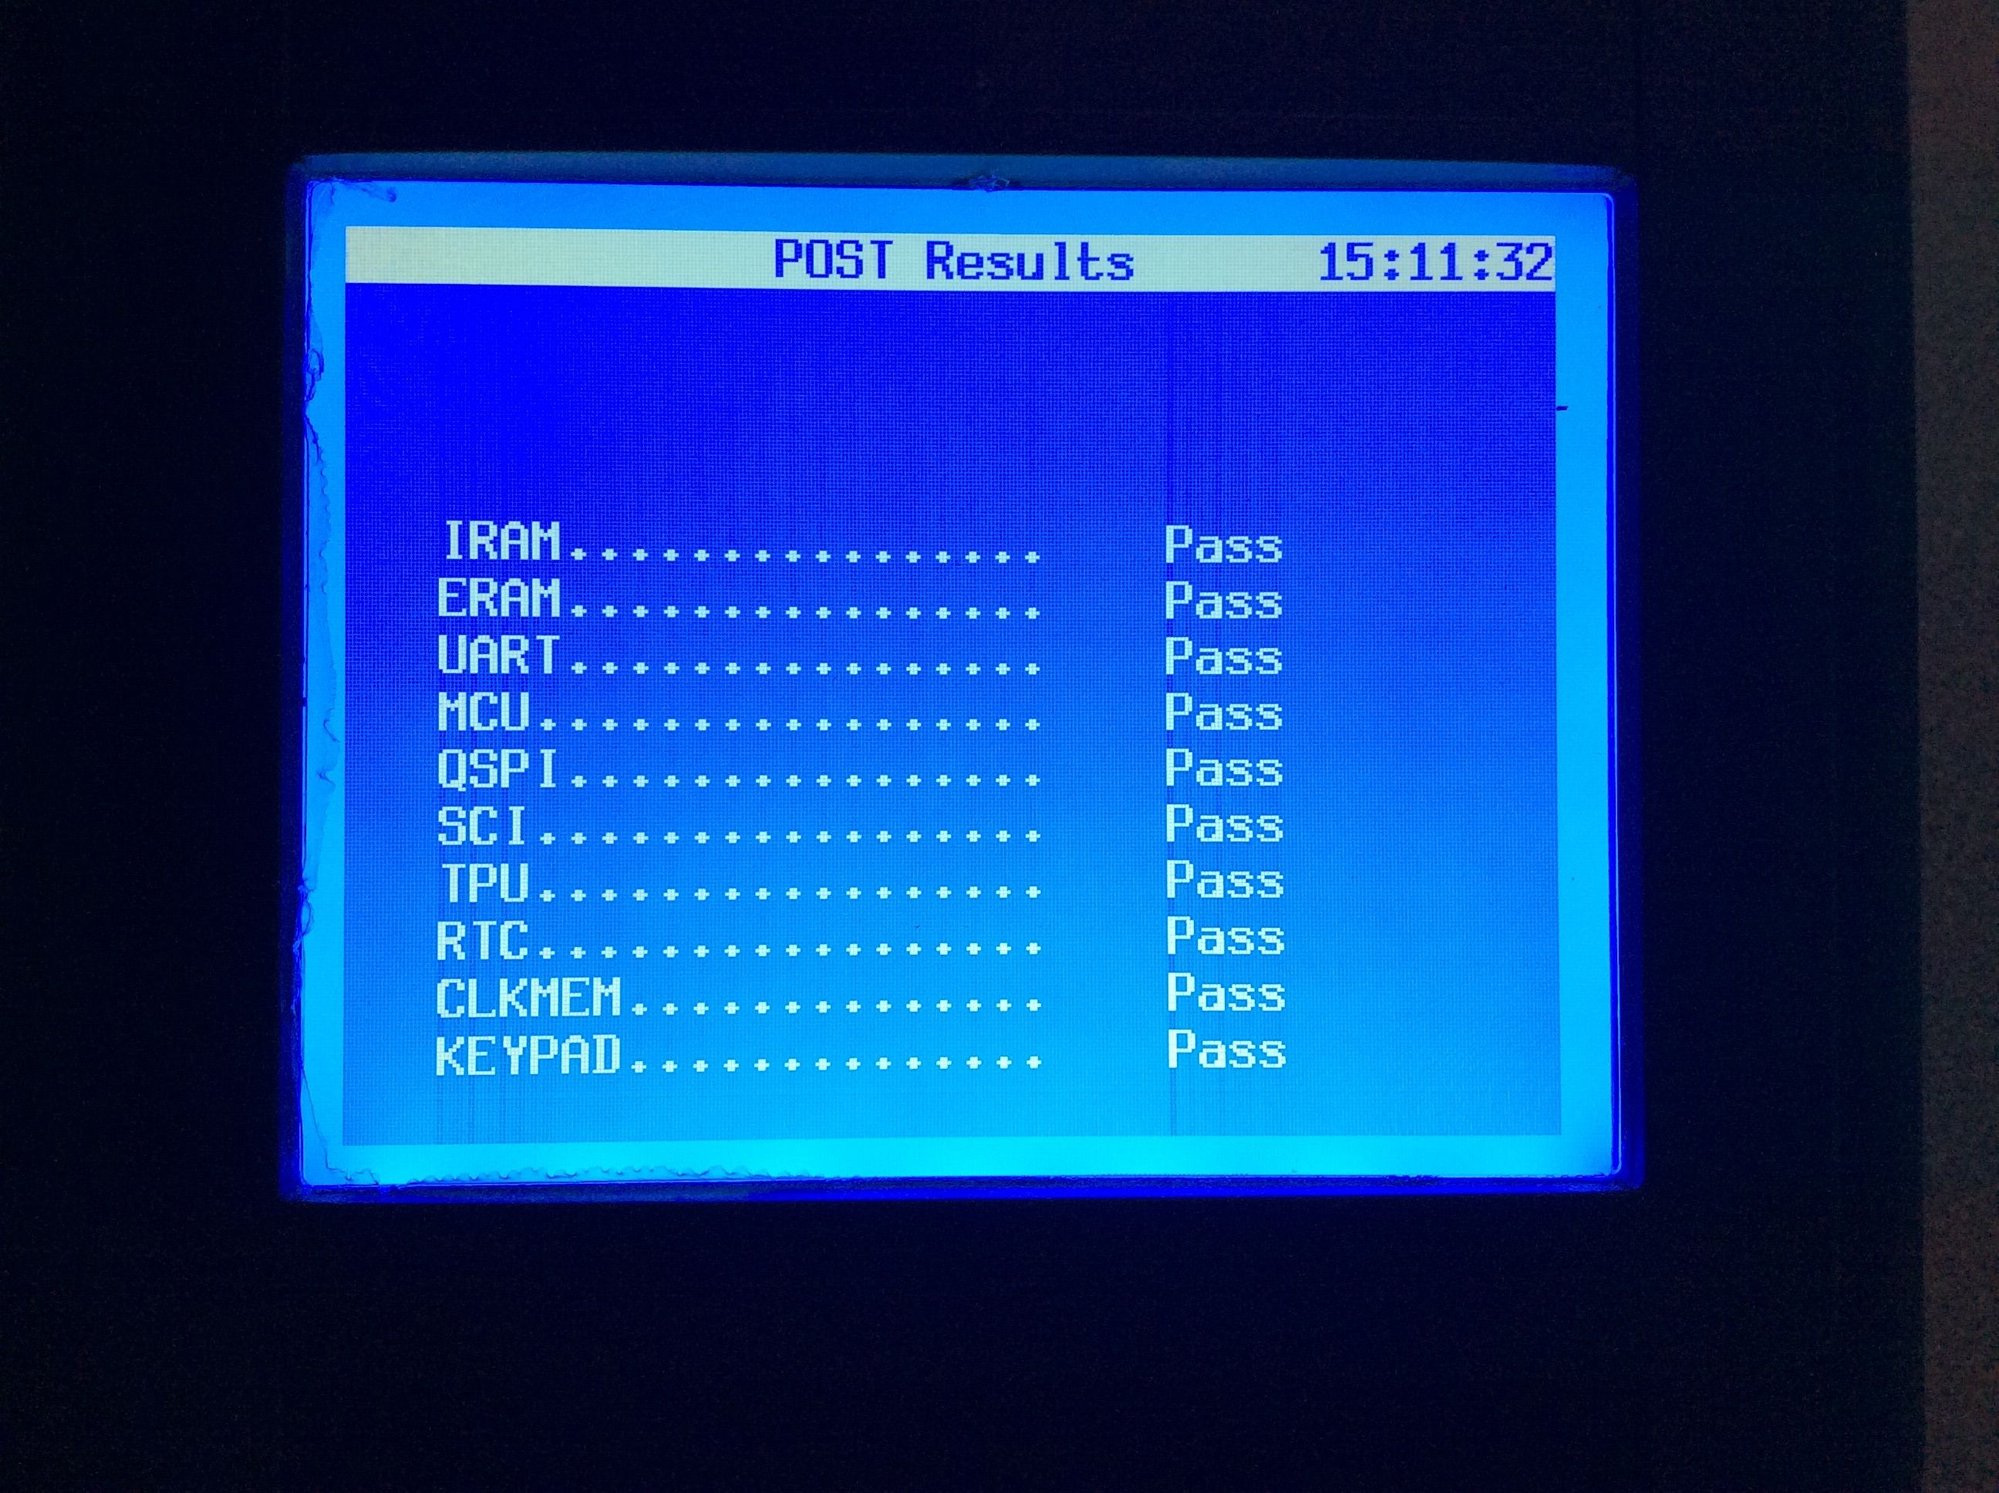 POST Results 15:11:32
IRAM................ Pass
ERAM................ Pass
UART................ Pass
MCU................. Pass
QSPI................ Pass
SCI................. Pass
TPU................. Pass
RTC................. Pass
CLKMEM.............. Pass
KEYPAD.............. Pass